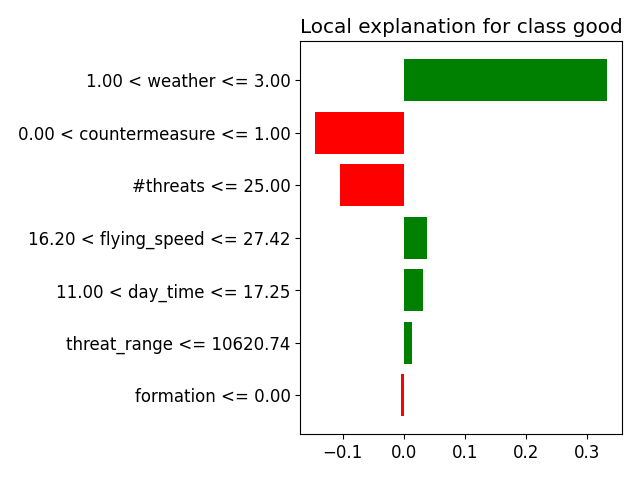 Local explanation for class good
1.00 < weather <= 3.00
0.00 < countermeasure <= 1.00
#threats <= 25.00
16.20 < flying_speed <= 27.42
11.00 < day_time <= 17.25
threat_range <= 10620.74
formation <= 0.00
−0.1 0.0 0.1 0.2 0.3